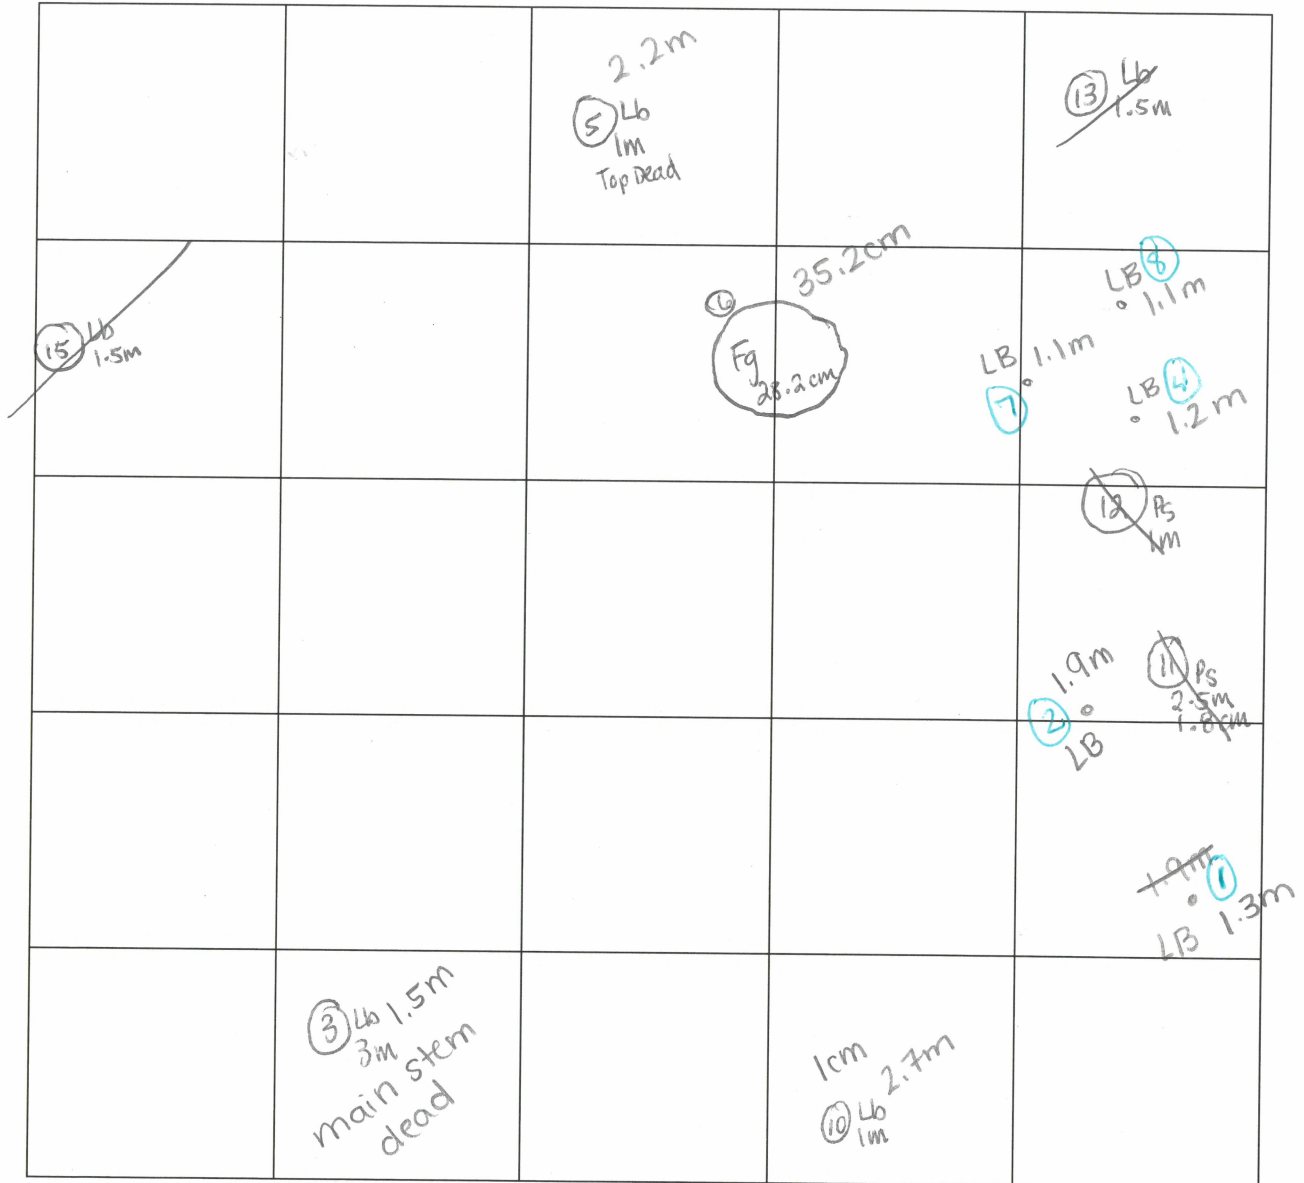 2.2m
5 Lb
1m
Top Dead
13 Lb
1.5m
35.2cm
6
Fg
28.2cm
LB 8
1.1m
LB 1.1m
7
LB 4
1.2m
15 Lb
1.5m
12 Ps
1m
1.9m
2
LB
11 Ps
2.5m
1.8cm
1.9m
1
LB 1.3m
3 Lb 1.5m
3m
main stem
dead
1cm
2.7m
10 Lb
1m